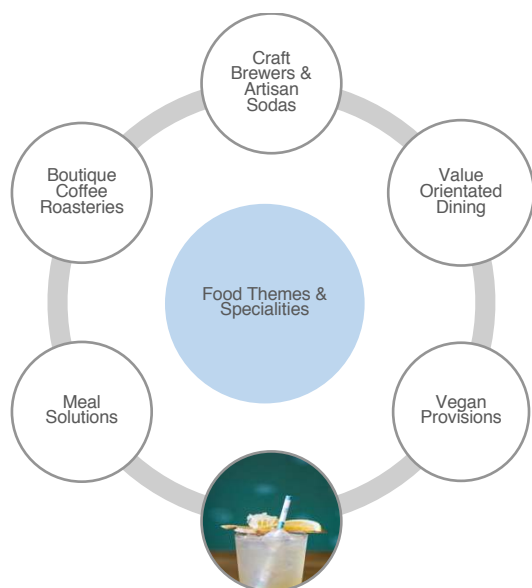 Craft
Brewers &
Artisan
Sodas
Boutique
Coffee
Roasteries
Value
Orientated
Dining
Food Themes &
Specialities
Meal
Solutions
Vegan
Provisions